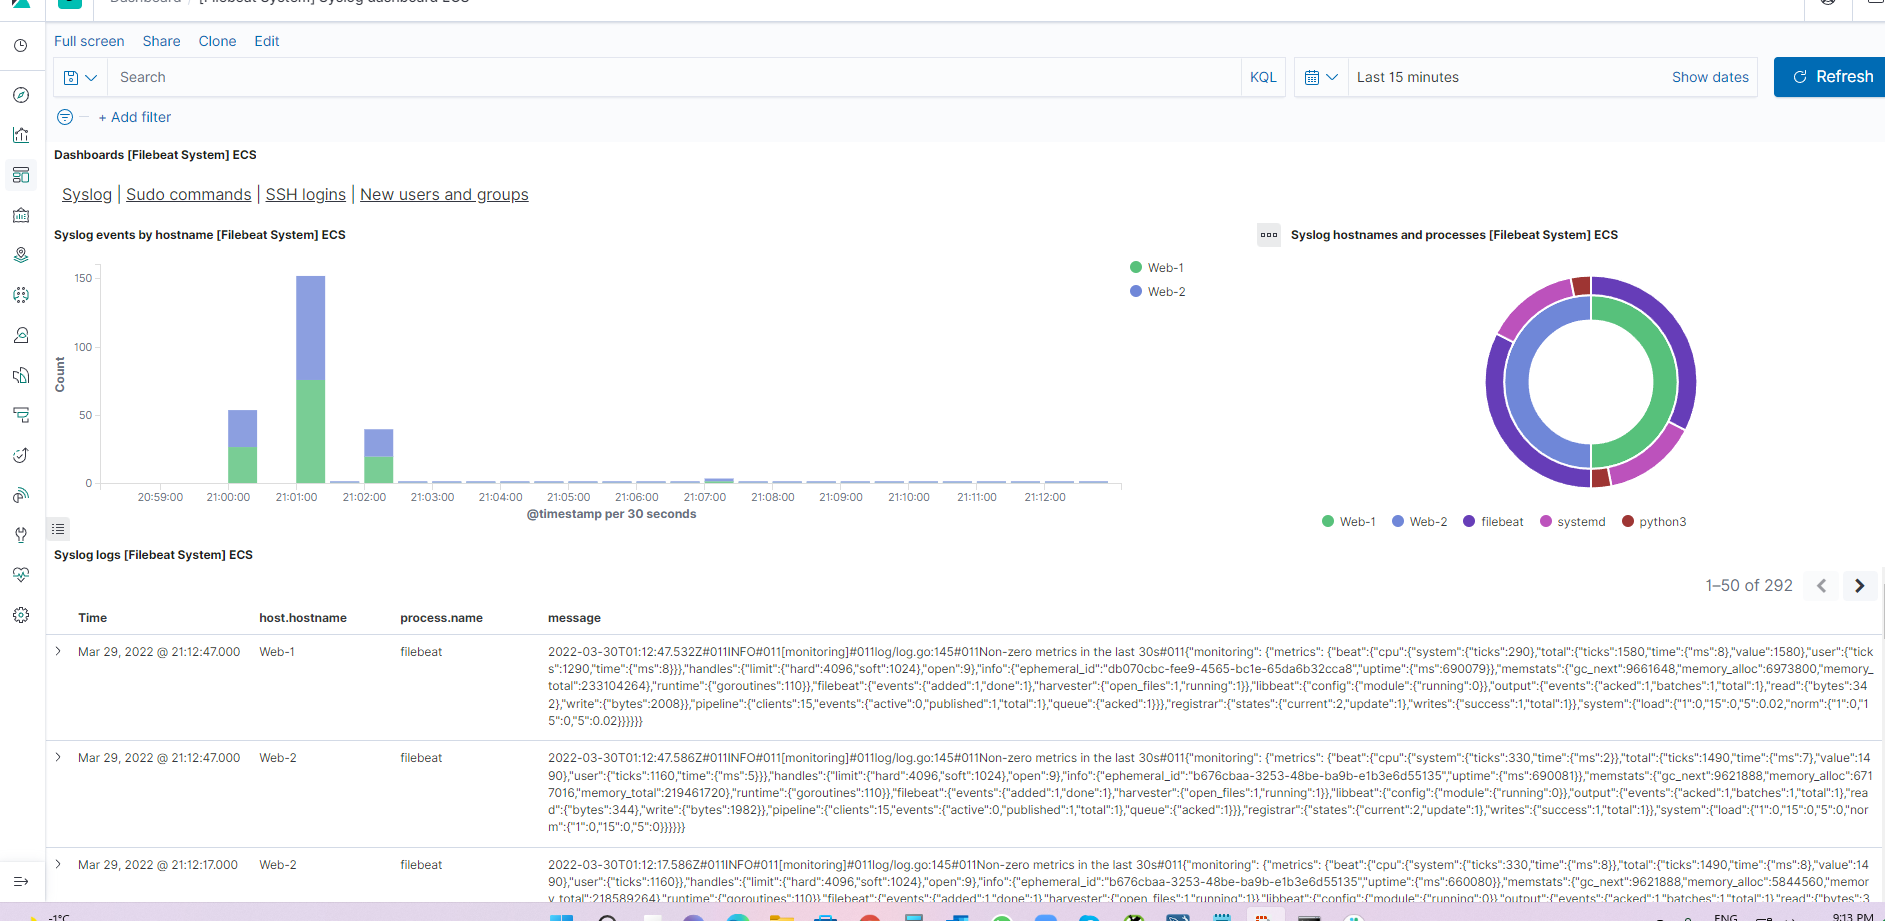 Dashboard / [Filebeat System] Syslog dashboard ECS
Full screen Share Clone Edit
Search KQL Last 15 minutes Show dates Refresh
+ Add filter
Dashboards [Filebeat System] ECS
Syslog | Sudo commands | SSH logins | New users and groups
Syslog events by hostname [Filebeat System] ECS
150
100
50
0
Count
20:59:00 21:00:00 21:01:00 21:02:00 21:03:00 21:04:00 21:05:00 21:06:00 21:07:00 21:08:00 21:09:00 21:10:00 21:11:00 21:12:00
@timestamp per 30 seconds
Web-1
Web-2
Syslog hostnames and processes [Filebeat System] ECS
Web-1 Web-2 filebeat systemd python3
Syslog logs [Filebeat System] ECS
1–50 of 292
Time host.hostname process.name message
Mar 29, 2022 @ 21:12:47.000 Web-1 filebeat 2022-03-30T01:12:47.532Z#011INFO#011[monitoring]#011log/log.go:145#011Non-zero metrics in the last 30s#011{"monitoring": {"metrics": {"beat":{"cpu":{"system":{"ticks":290},"total":{"ticks":1580,"time":{"ms":8},"value":1580},"user":{"tick
s":1290,"time":{"ms":8}}},"handles":{"limit":{"hard":4096,"soft":1024},"open":9},"info":{"ephemeral_id":"db070cbc-fee9-4565-bc1e-65da6b32cca8","uptime":{"ms":690079}},"memstats":{"gc_next":9661648,"memory_alloc":6973800,"memory_
total":233104264},"runtime":{"goroutines":110}},"filebeat":{"events":{"added":1,"done":1},"harvester":{"open_files":1,"running":1}},"libbeat":{"config":{"module":{"running":0}},"output":{"events":{"acked":1,"batches":1,"total":1},"read":{"bytes":34
2},"write":{"bytes":2008}},"pipeline":{"clients":15,"events":{"active":0,"published":1,"total":1},"queue":{"acked":1}}},"registrar":{"states":{"current":2,"update":1},"writes":{"success":1,"total":1}},"system":{"load":{"1":0,"15":0,"5":0.02,"norm":{"1":0,"1
5":0,"5":0.02}}}}}}
Mar 29, 2022 @ 21:12:47.000 Web-2 filebeat 2022-03-30T01:12:47.586Z#011INFO#011[monitoring]#011log/log.go:145#011Non-zero metrics in the last 30s#011{"monitoring": {"metrics": {"beat":{"cpu":{"system":{"ticks":330,"time":{"ms":2}},"total":{"ticks":1490,"time":{"ms":7},"value":14
90},"user":{"ticks":1160,"time":{"ms":5}}},"handles":{"limit":{"hard":4096,"soft":1024},"open":9},"info":{"ephemeral_id":"b676cbaa-3253-48be-ba9b-e1b3e6d55135","uptime":{"ms":690081}},"memstats":{"gc_next":9621888,"memory_alloc":671
7016,"memory_total":219461720},"runtime":{"goroutines":110}},"filebeat":{"events":{"added":1,"done":1},"harvester":{"open_files":1,"running":1}},"libbeat":{"config":{"module":{"running":0}},"output":{"events":{"acked":1,"batches":1,"total":1},"rea
d":{"bytes":344},"write":{"bytes":1982}},"pipeline":{"clients":15,"events":{"active":0,"published":1,"total":1},"queue":{"acked":1}}},"registrar":{"states":{"current":2,"update":1},"writes":{"success":1,"total":1}},"system":{"load":{"1":0,"15":0,"5":0,"nor
m":{"1":0,"15":0,"5":0}}}}}}
Mar 29, 2022 @ 21:12:17.000 Web-2 filebeat 2022-03-30T01:12:17.586Z#011INFO#011[monitoring]#011log/log.go:145#011Non-zero metrics in the last 30s#011{"monitoring": {"metrics": {"beat":{"cpu":{"system":{"ticks":330,"time":{"ms":8}},"total":{"ticks":1490,"time":{"ms":8},"value":14
90},"user":{"ticks":1160}},"handles":{"limit":{"hard":4096,"soft":1024},"open":9},"info":{"ephemeral_id":"b676cbaa-3253-48be-ba9b-e1b3e6d55135","uptime":{"ms":660080}},"memstats":{"gc_next":9621888,"memory_alloc":5844560,"memor
y_total":218589264},"runtime":{"goroutines":110}},"filebeat":{"events":{"added":1,"done":1},"harvester":{"open_files":1,"running":1}},"libbeat":{"config":{"module":{"running":0}},"output":{"events":{"acked":1,"batches":1,"total":1},"read":{"bytes":3
-1°C ENG 9:13 PM